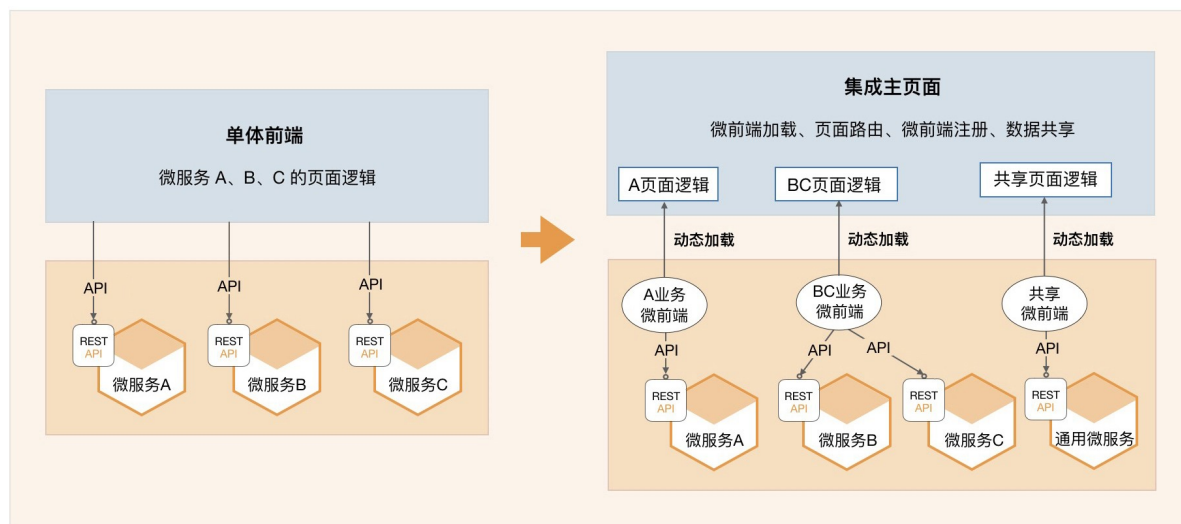 单体前端
微服务 A、B、C 的页面逻辑
API
API
API
REST
API
微服务A
REST
API
微服务B
REST
API
微服务C
集成主页面
微前端加载、页面路由、微前端注册、数据共享
A页面逻辑
BC页面逻辑
共享页面逻辑
动态加载
动态加载
动态加载
A业务
微前端
BC业务
微前端
共享
微前端
API
API
API
API
REST
API
微服务A
REST
API
微服务B
REST
API
微服务C
REST
API
通用微服务